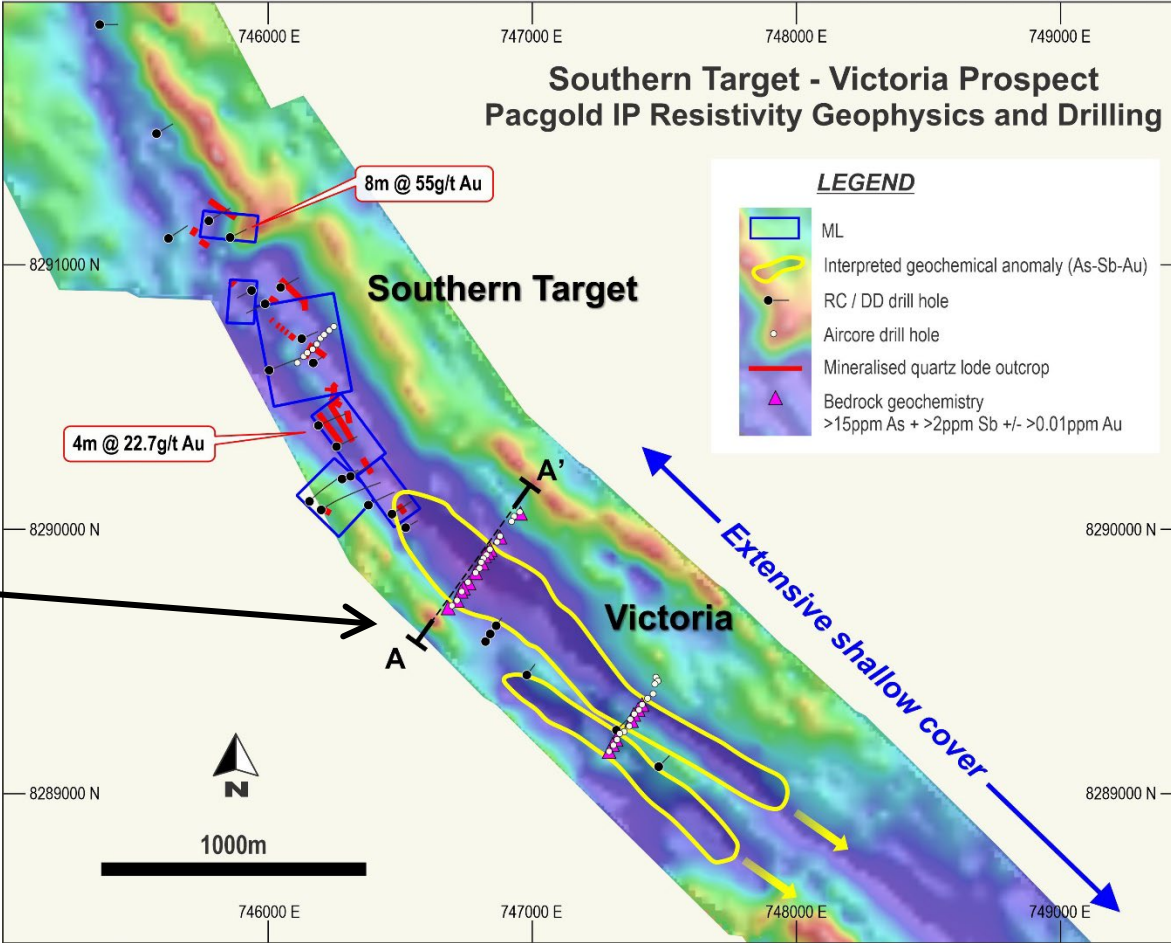 746000 E
747000 E
748000 E
749000 E
Southern Target - Victoria Prospect
Pacgold IP Resistivity Geophysics and Drilling
8m @ 55g/t Au
LEGEND
ML
Interpreted geochemical anomaly (As-Sb-Au)
RC / DD drill hole
Aircore drill hole
Mineralised quartz lode outcrop
Bedrock geochemistry
>15ppm As + >2ppm Sb +/- >0.01ppm Au
8291000 N
Southern Target
4m @ 22.7g/t Au
A'
8290000 N
8290000 N
Extensive shallow cover
Victoria
A
N
8289000 N
8289000 N
1000m
746000 E
747000 E
748000 E
749000 E